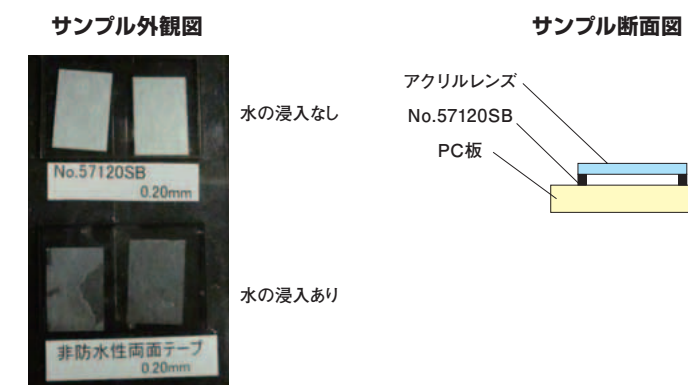 サンプル外観図
No.57120SB
0.20mm
水の浸入なし
非防水性両面テープ
0.20mm
水の浸入あり
サンプル断面図
アクリルレンズ
No.57120SB
PC板